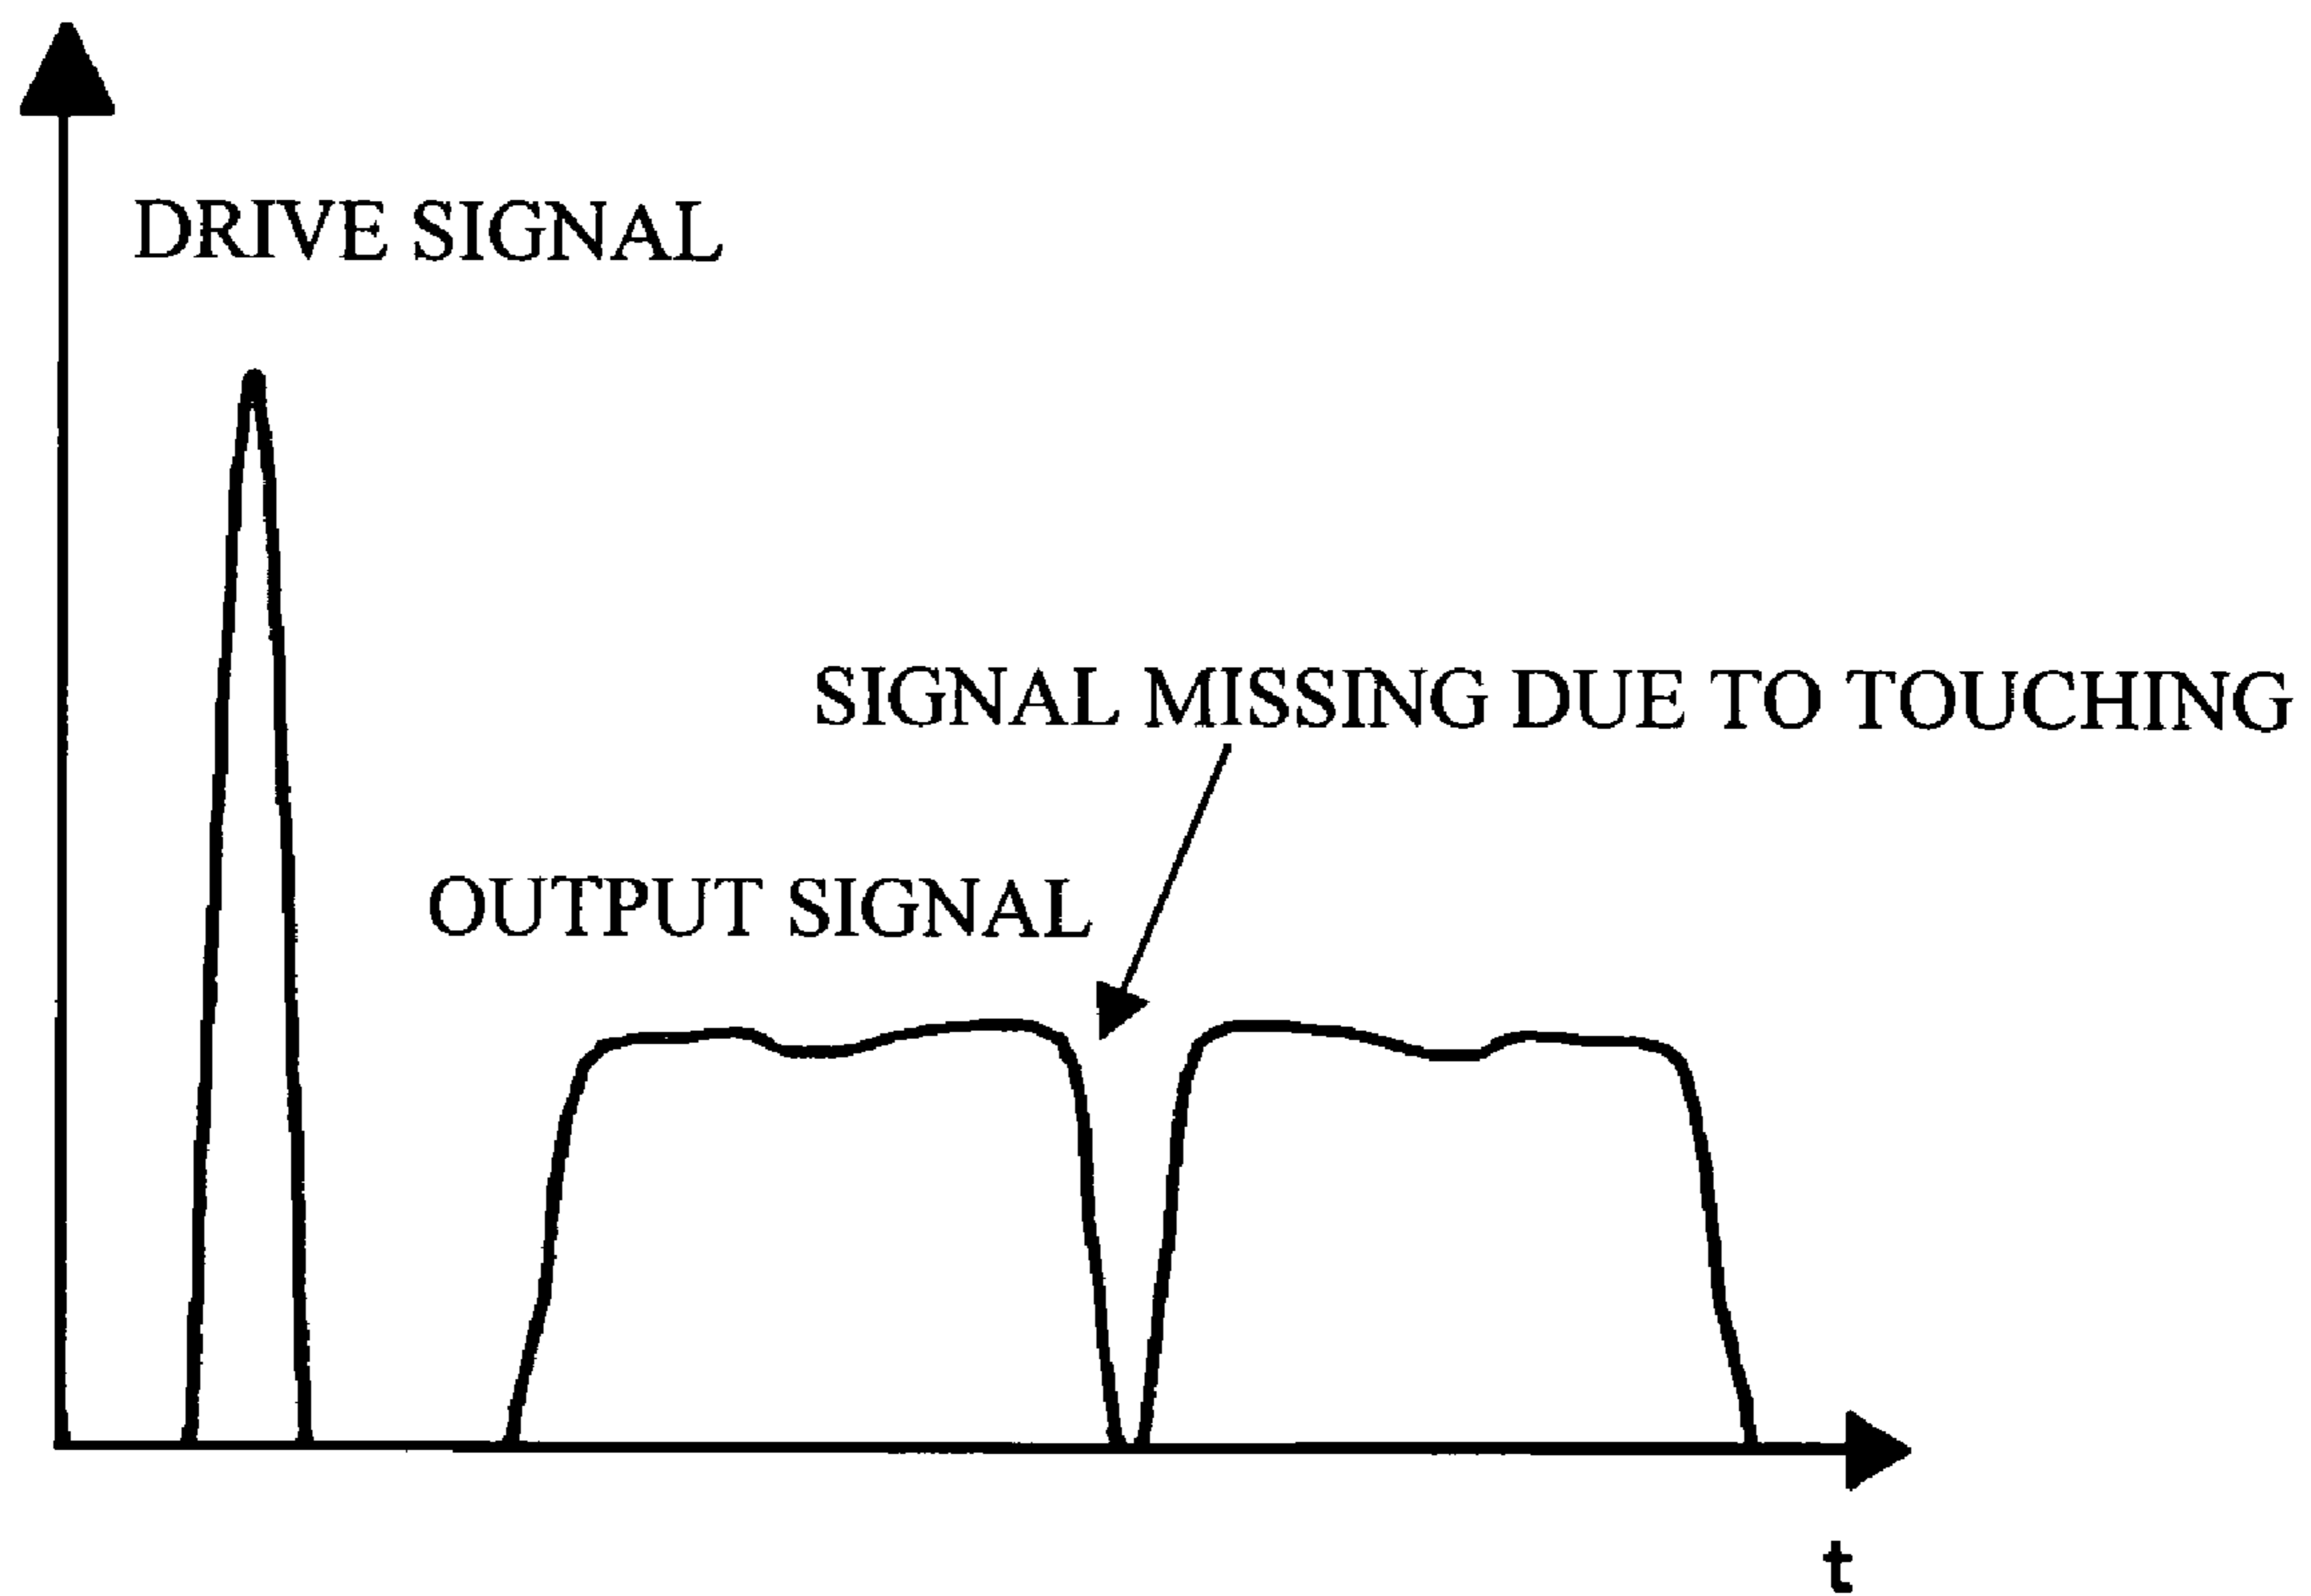 DRIVE SIGNAL
SIGNAL MISSING DUE TO TOUCHING
OUTPUT SIGNAL
t